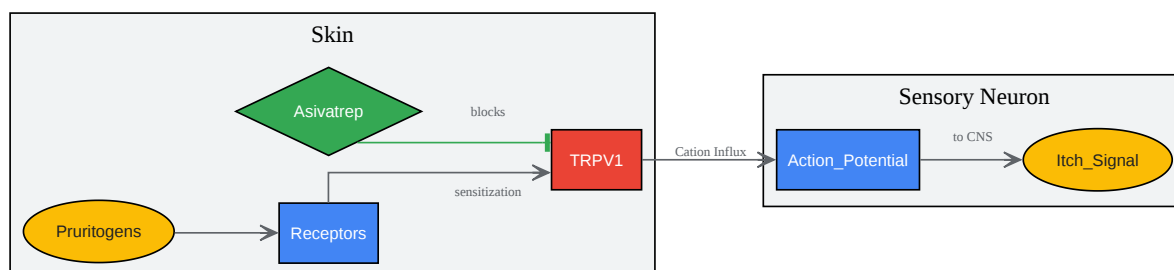 Skin
Asivatrep
blocks
TRPV1
sensitization
Pruritogens
Receptors
Cation Influx
Sensory Neuron
Action_Potential
to CNS
Itch_Signal